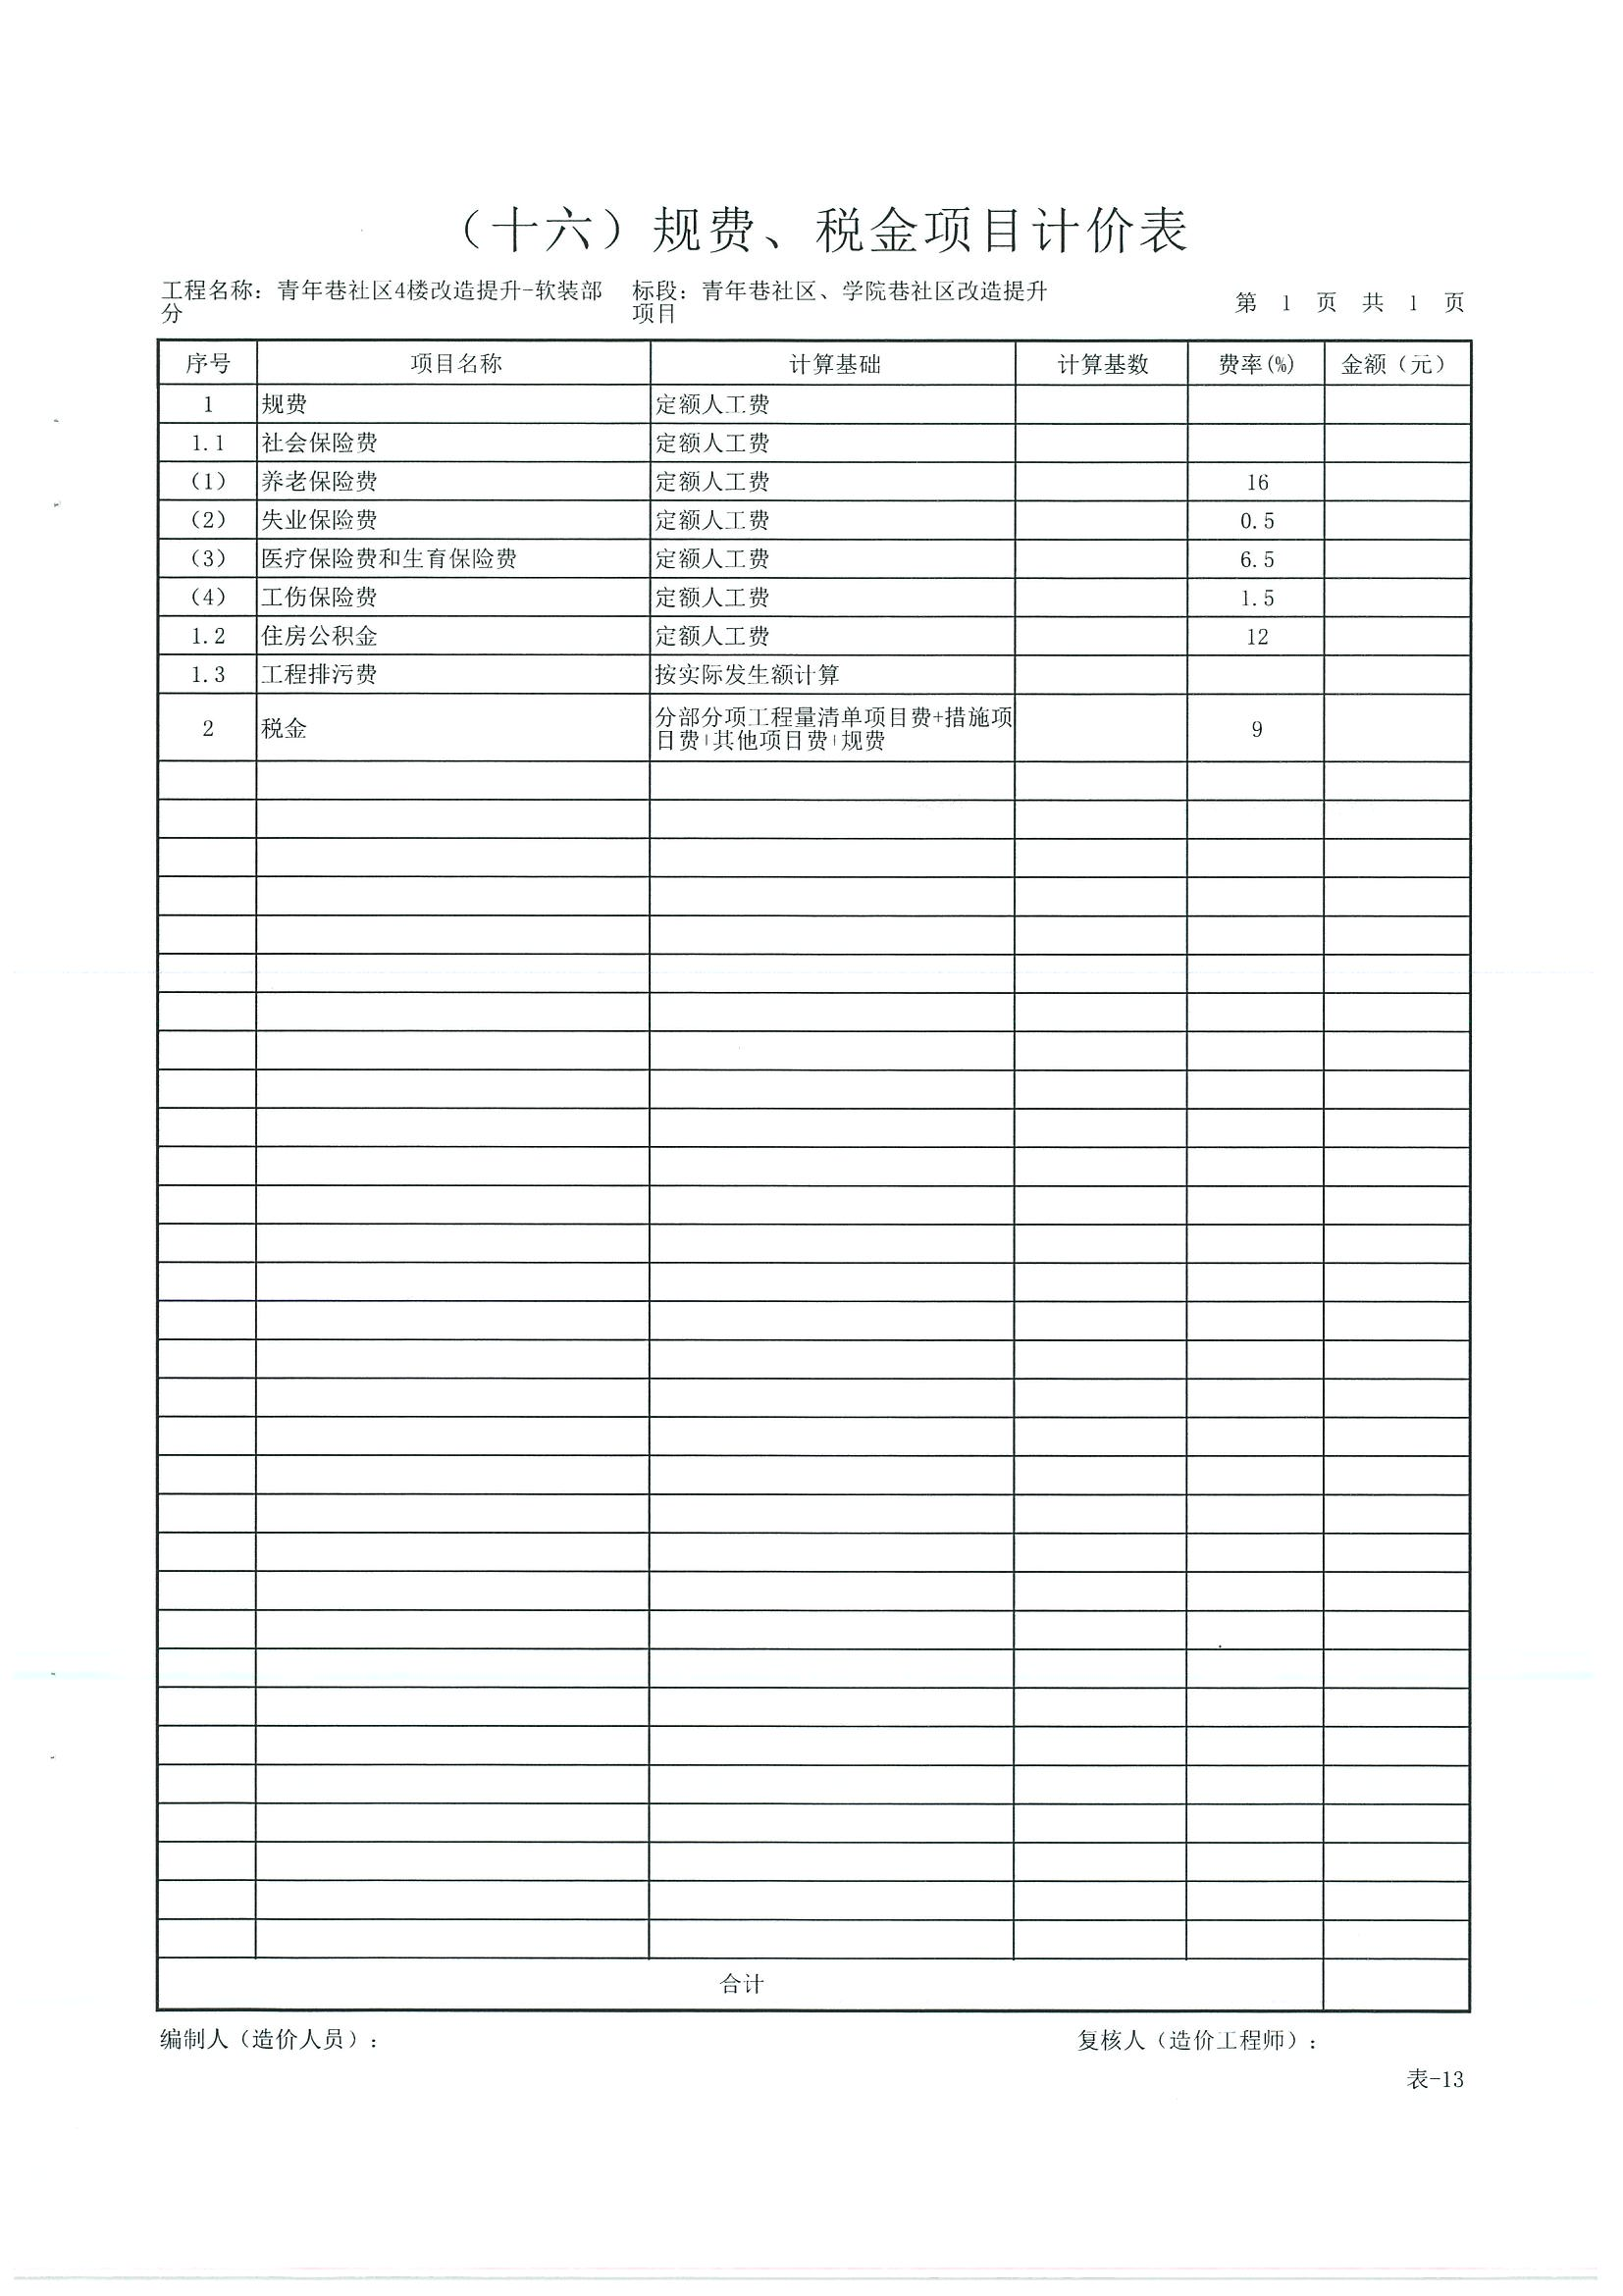 （十六）规费、税金项目计价表
工程名称：青年巷社区4楼改造提升-软装部
分
标段：青年巷社区、学院巷社区改造提升
项目
第 1 页 共 1 页
序号 项目名称 计算基础 计算基数 费率(%) 金额（元）
1 规费 定额人工费
1.1 社会保险费 定额人工费
（1） 养老保险费 定额人工费 16
（2） 失业保险费 定额人工费 0.5
（3） 医疗保险费和生育保险费 定额人工费 6.5
（4） 工伤保险费 定额人工费 1.5
1.2 住房公积金 定额人工费 12
1.3 工程排污费 按实际发生额计算
2 税金 分部分项工程量清单项目费+措施项
目费+其他项目费+规费 9
合计
编制人（造价人员）： 复核人（造价工程师）：
表-13